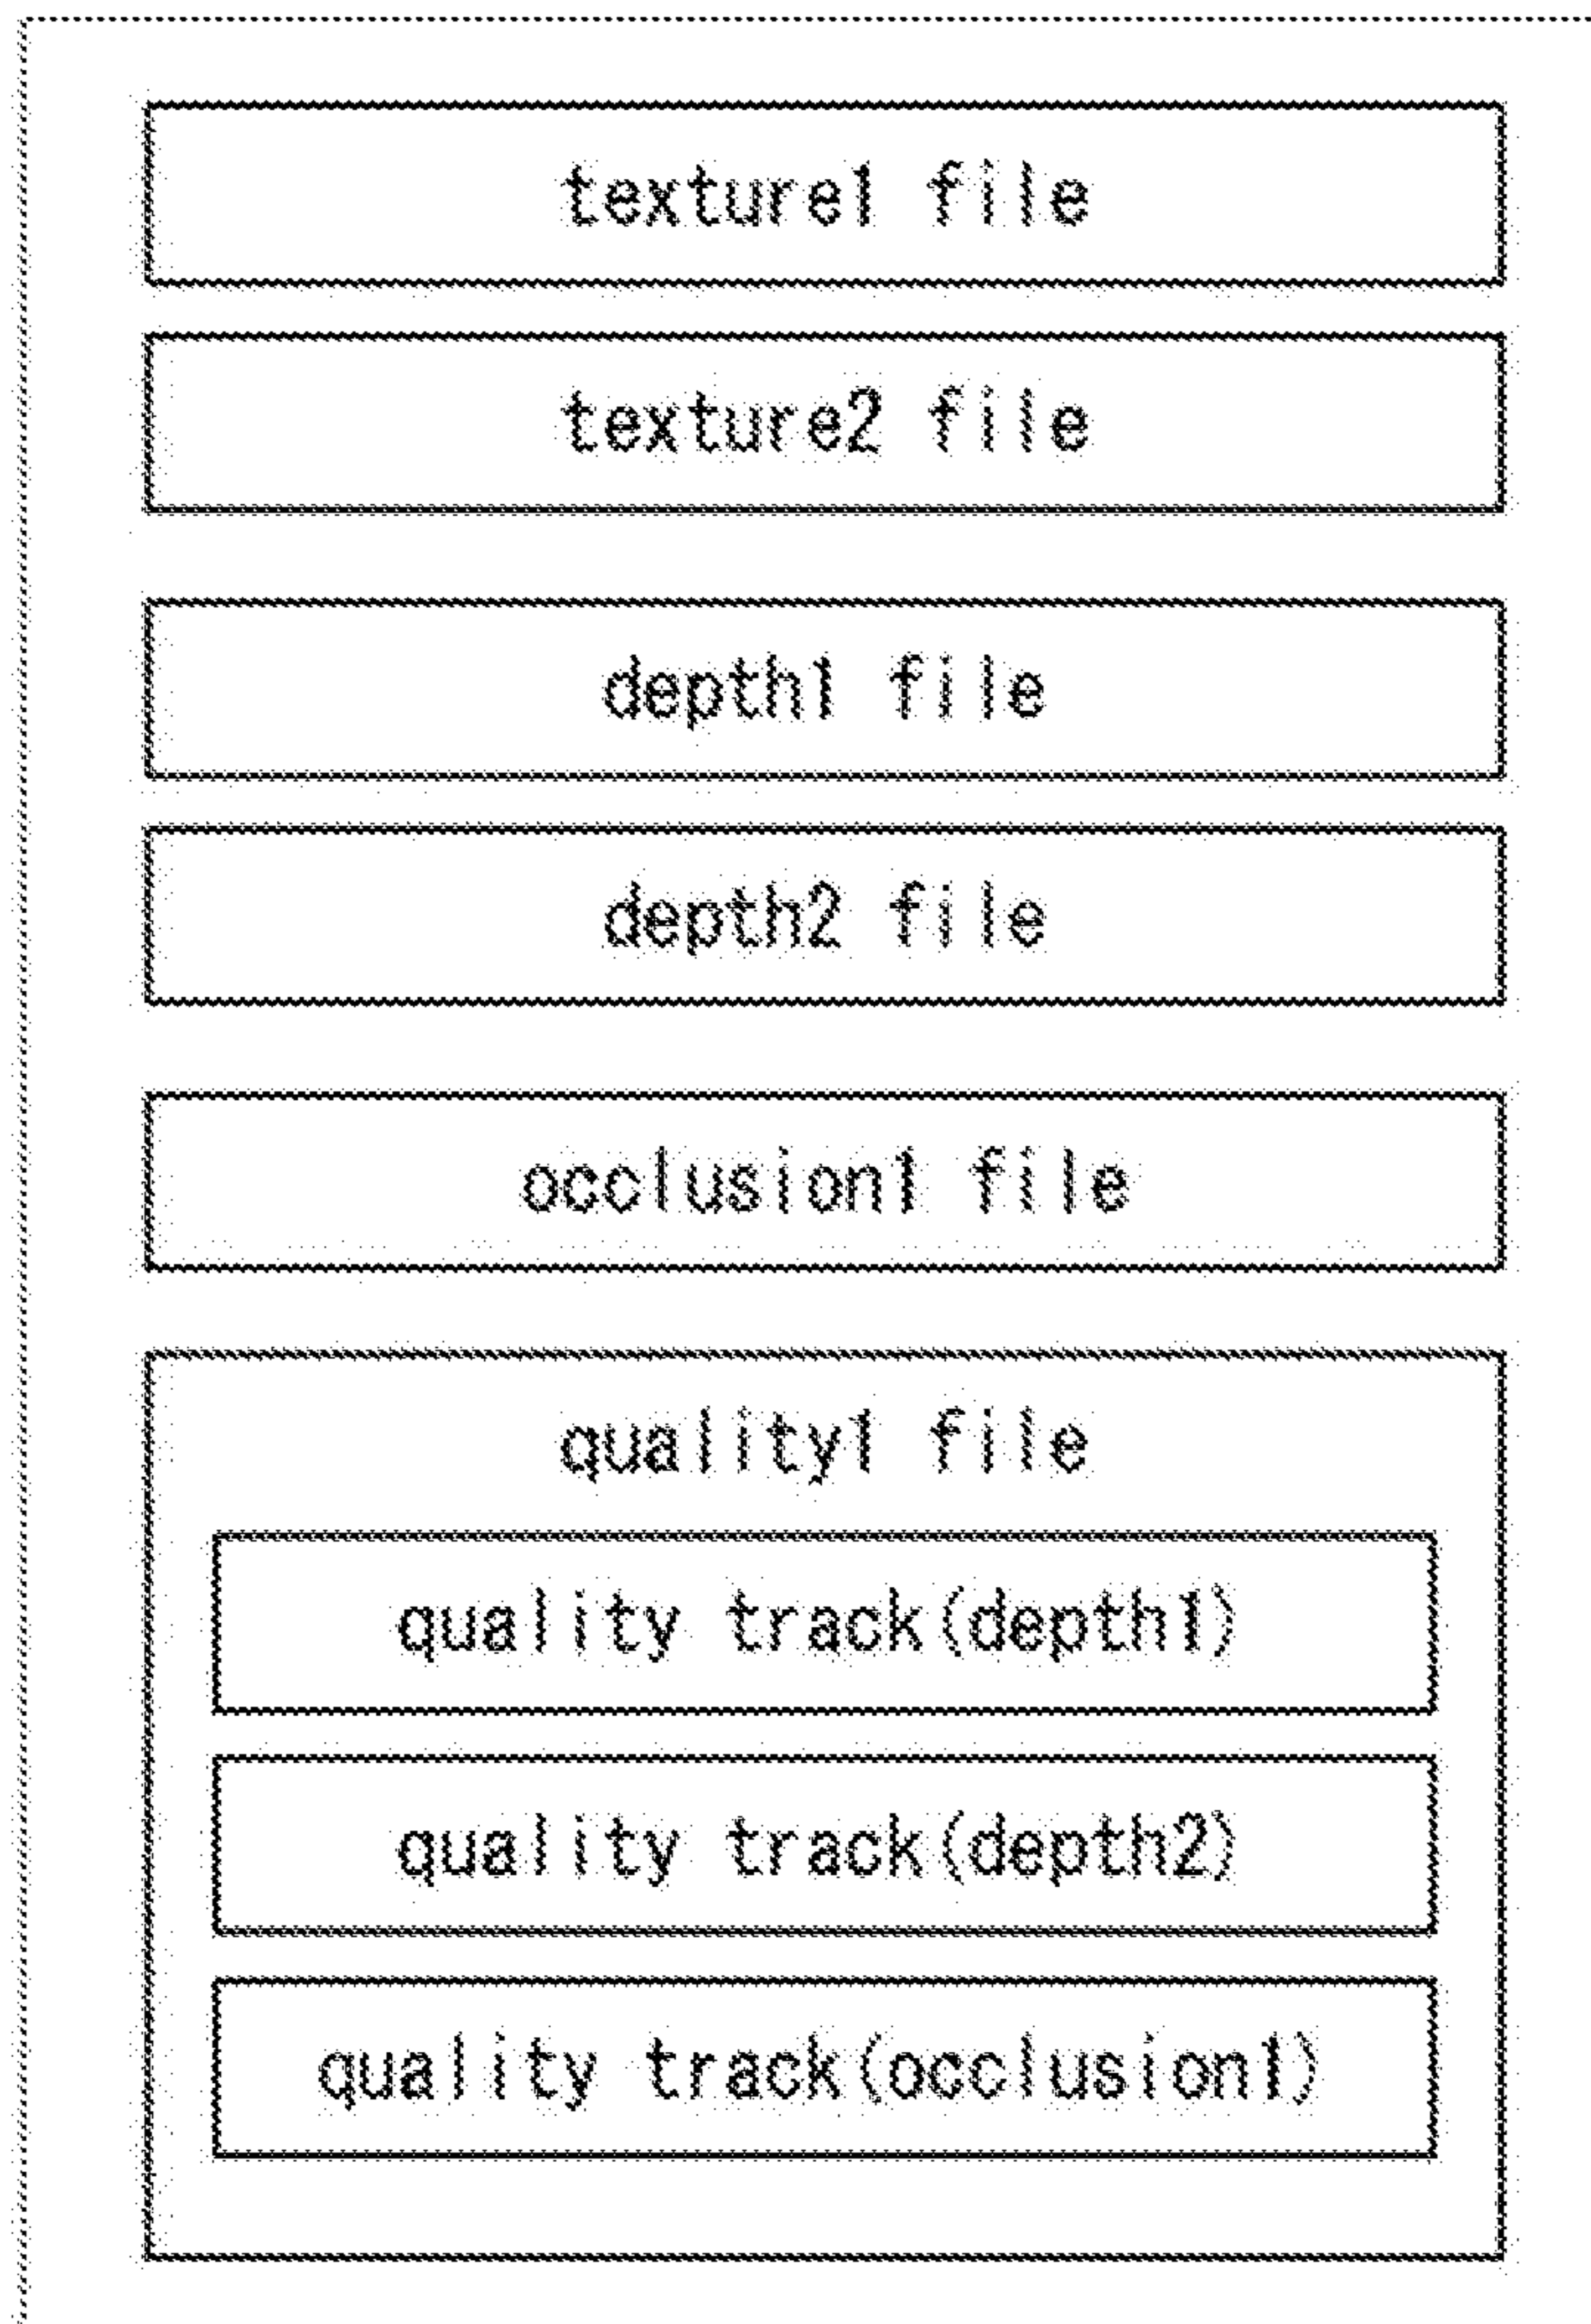 texture1 file
texture2 file
depth1 file
depth2 file
occlusion1 file
quality1 file
quality track(depth1)
quality track(depth2)
quality track(occlusion1)